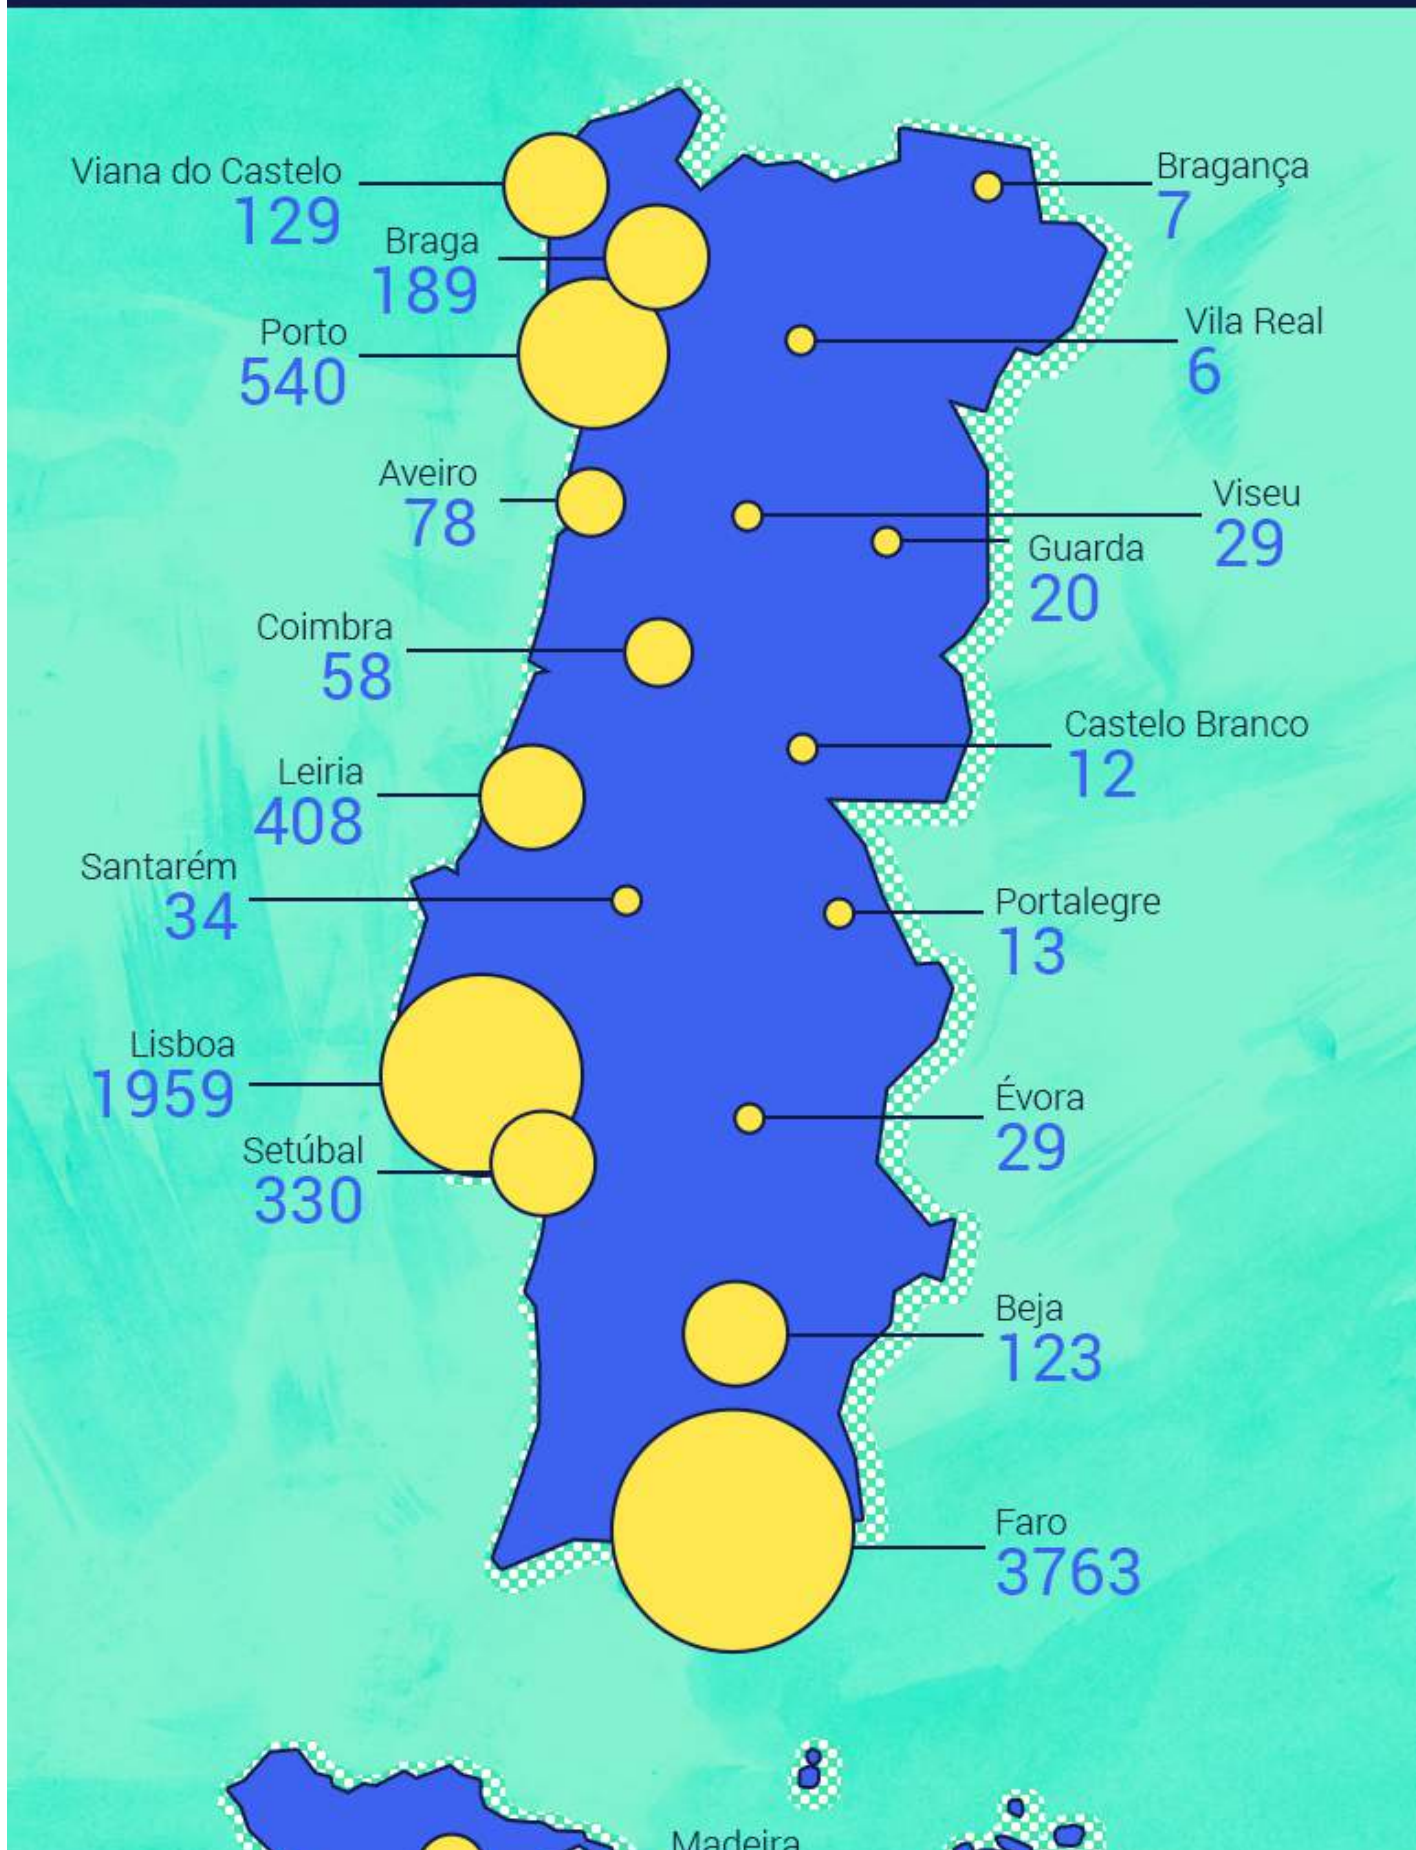 Viana do Castelo
129
Bragança
7
Braga
189
Vila Real
6
Porto
540
Aveiro
78
Viseu
29
Guarda
20
Coimbra
58
Castelo Branco
12
Leiria
408
Santarém
34
Portalegre
13
Lisboa
1959
Évora
29
Setúbal
330
Beja
123
Faro
3763
Madeira